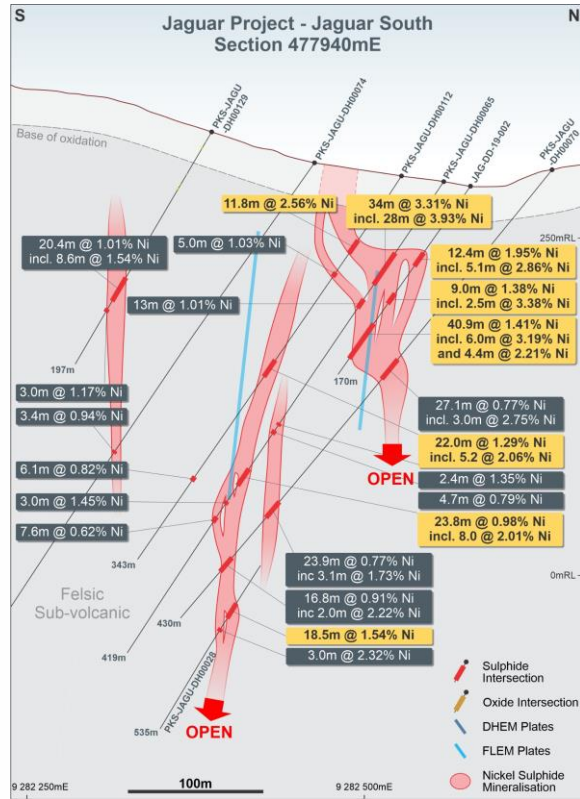 S
N
Jaguar Project - Jaguar South
Section 477940mE
PKS-JAGU
-DH00129
PKS-JAGU-DH00074
PKS-JAGU-DH00112
PKS-JAGU-DH00065
JAG-DD-19-002
PKS-JAGU
-DH00070
Base of oxidation
11.8m @ 2.56% Ni
34m @ 3.31% Ni
incl. 28m @ 3.93% Ni
250mRL
20.4m @ 1.01% Ni
incl. 8.6m @ 1.54% Ni
5.0m @ 1.03% Ni
12.4m @ 1.95% Ni
incl. 5.1m @ 2.86% Ni
13m @ 1.01% Ni
9.0m @ 1.38% Ni
incl. 2.5m @ 3.38% Ni
40.9m @ 1.41% Ni
incl. 6.0m @ 3.19% Ni
and 4.4m @ 2.21% Ni
197m
170m
3.0m @ 1.17% Ni
3.4m @ 0.94% Ni
27.1m @ 0.77% Ni
incl. 3.0m @ 2.75% Ni
22.0m @ 1.29% Ni
incl. 5.2 @ 2.06% Ni
OPEN
6.1m @ 0.82% Ni
2.4m @ 1.35% Ni
3.0m @ 1.45% Ni
4.7m @ 0.79% Ni
7.6m @ 0.62% Ni
23.8m @ 0.98% Ni
incl. 8.0 @ 2.01% Ni
343m
23.9m @ 0.77% Ni
inc 3.1m @ 1.73% Ni
0mRL
Felsic
Sub-volcanic
16.8m @ 0.91% Ni
inc 2.0m @ 2.22% Ni
430m
18.5m @ 1.54% Ni
419m
3.0m @ 2.32% Ni
PKS-JAGU-DH00028
535m
OPEN
Sulphide
Intersection
Oxide Intersection
DHEM Plates
FLEM Plates
Nickel Sulphide
Mineralisation
100m
9 282 250mE
9 282 500mE